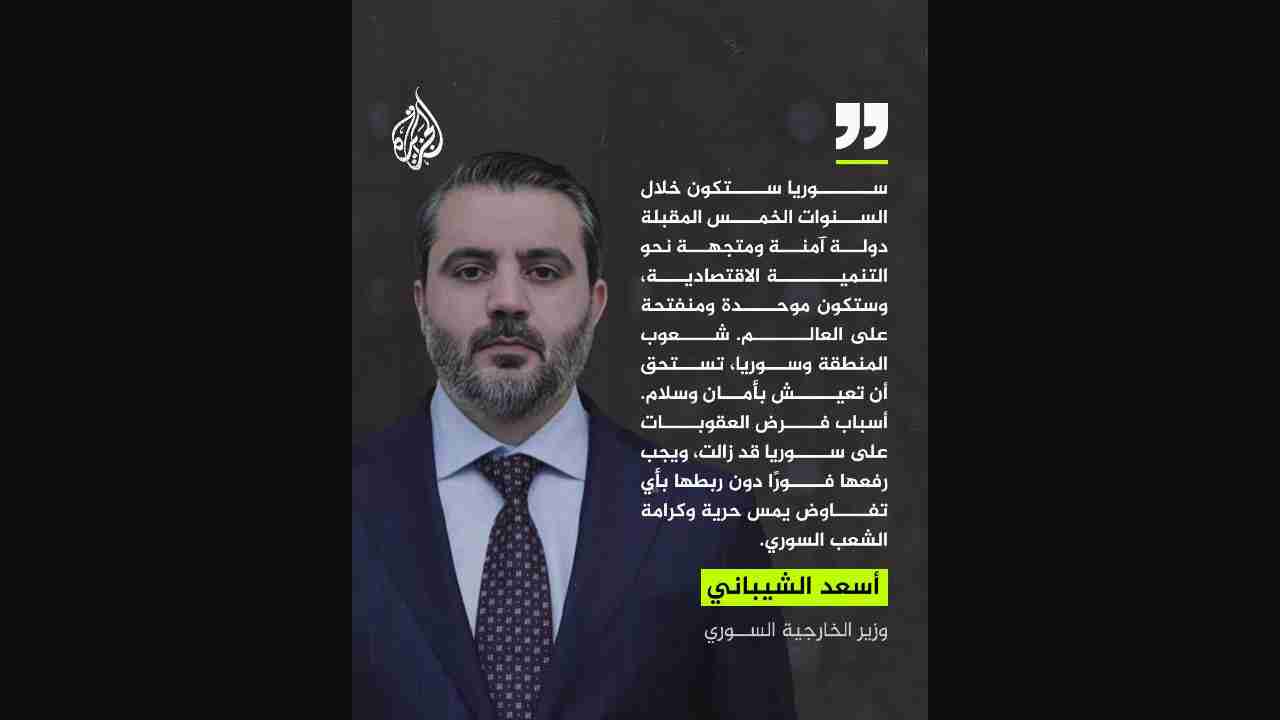 الجزيرة
سوريا ستكون خلال
السنوات الخمس المقبلة
دولة آمنة ومتجهة نحو
التنمية الاقتصادية،
وستكون موحدة ومنفتحة
على العالم. شعوب
المنطقة وسوريا، تستحق
أن تعيش بأمان وسلام.
أسباب فرض العقوبات
على سوريا قد زالت، ويجب
رفعها فورًا دون ربطها بأي
تفاوض يمس حرية وكرامة
الشعب السوري.
أسعد الشيباني
وزير الخارجية السوري